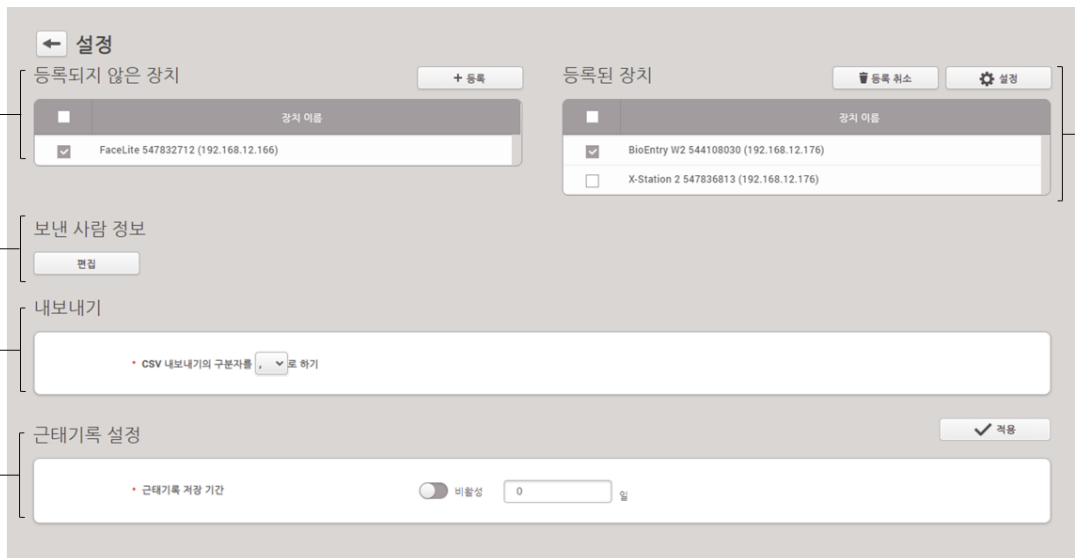 설정
등록되지 않은 장치
+ 등록
장치 이름
FaceLite 547832712 (192.168.12.166)
등록된 장치
등록 취소
설정
장치 이름
BioEntry W2 544108030 (192.168.12.176)
X-Station 2 547836813 (192.168.12.176)
보낸 사람 정보
편집
내보내기
• CSV 내보내기의 구분자를 , 로 하기
근태기록 설정
적용
• 근태기록 저장 기간 비활성 0 일